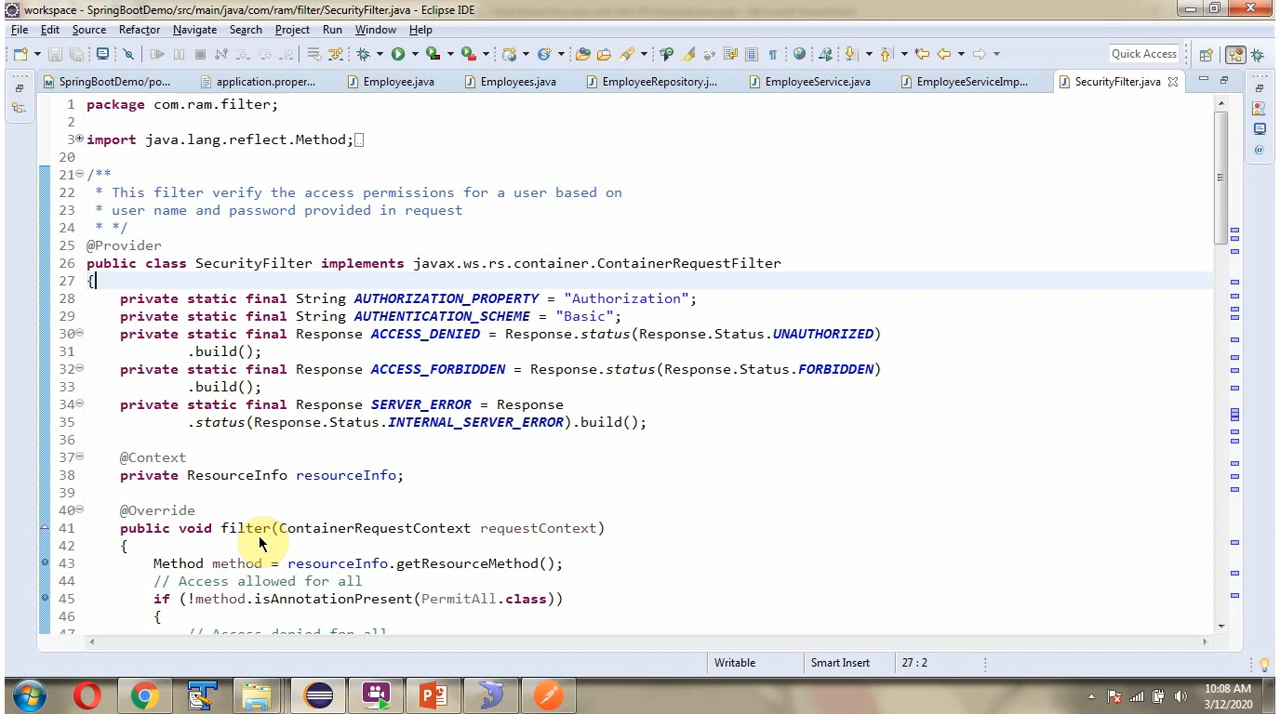 workspace - SpringBootDemo/src/main/java/com/ram/filter/SecurityFilter.java - Eclipse IDE
File Edit Source Refactor Navigate Search Project Run Window Help
Quick Access
SpringBootDemo/po... application.proper... Employee.java Employees.java EmployeeRepository.j... EmployeeService.java EmployeeServiceImp... SecurityFilter.java
1 package com.ram.filter;
2
3 import java.lang.reflect.Method;
20
21 /**
22 * This filter verify the access permissions for a user based on
23 * user name and password provided in request
24 * */
25 @Provider
26 public class SecurityFilter implements javax.ws.rs.container.ContainerRequestFilter
27 {
28 private static final String AUTHORIZATION_PROPERTY = "Authorization";
29 private static final String AUTHENTICATION_SCHEME = "Basic";
30 private static final Response ACCESS_DENIED = Response.status(Response.Status.UNAUTHORIZED)
31 .build();
32 private static final Response ACCESS_FORBIDDEN = Response.status(Response.Status.FORBIDDEN)
33 .build();
34 private static final Response SERVER_ERROR = Response
35 .status(Response.Status.INTERNAL_SERVER_ERROR).build();
36
37 @Context
38 private ResourceInfo resourceInfo;
39
40 @Override
41 public void filter(ContainerRequestContext requestContext)
42 {
43 Method method = resourceInfo.getResourceMethod();
44 // Access allowed for all
45 if (!method.isAnnotationPresent(PermitAll.class))
46 {
47 // Access denied for all
Writable Smart Insert 27 : 2
10:08 AM
3/12/2020